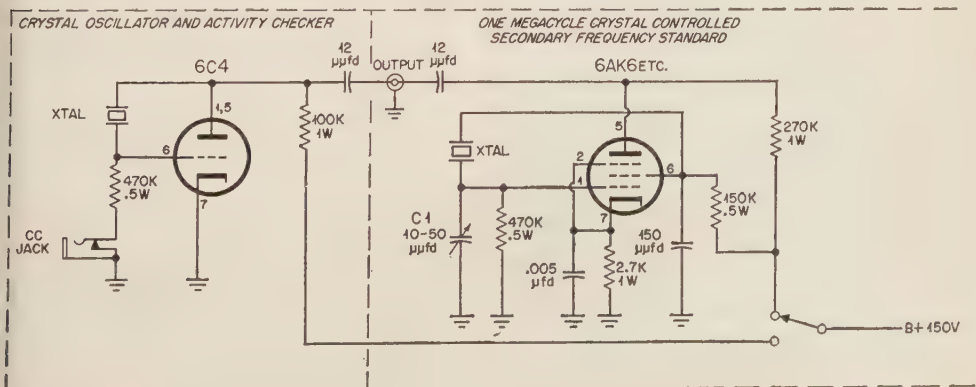 CRYSTAL OSCILLATOR AND ACTIVITY CHECKER
ONE MEGACYCLE CRYSTAL CONTROLLED
SECONDARY FREQUENCY STANDARD
6C4
12
µµfd
OUTPUT
12
µµfd
6AK6 ETC.
XTAL
1,5
6
7
470K
.5W
CC
JACK
100K
1W
XTAL
5
2
1
6
7
270K
1W
150K
.5W
C1
10-50
µµfd
470K
.5W
.005
µfd
2.7K
1W
150
µµfd
B+ 150V